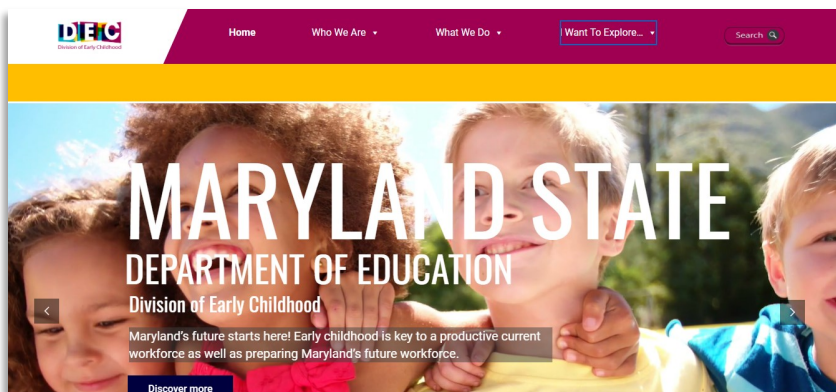 DEC
Division of Early Childhood
Home
Who We Are
What We Do
I Want To Explore...
Search
MARYLAND STATE
DEPARTMENT OF EDUCATION
Division of Early Childhood
Maryland's future starts here! Early childhood is key to a productive current
workforce as well as preparing Maryland's future workforce.
Discover more